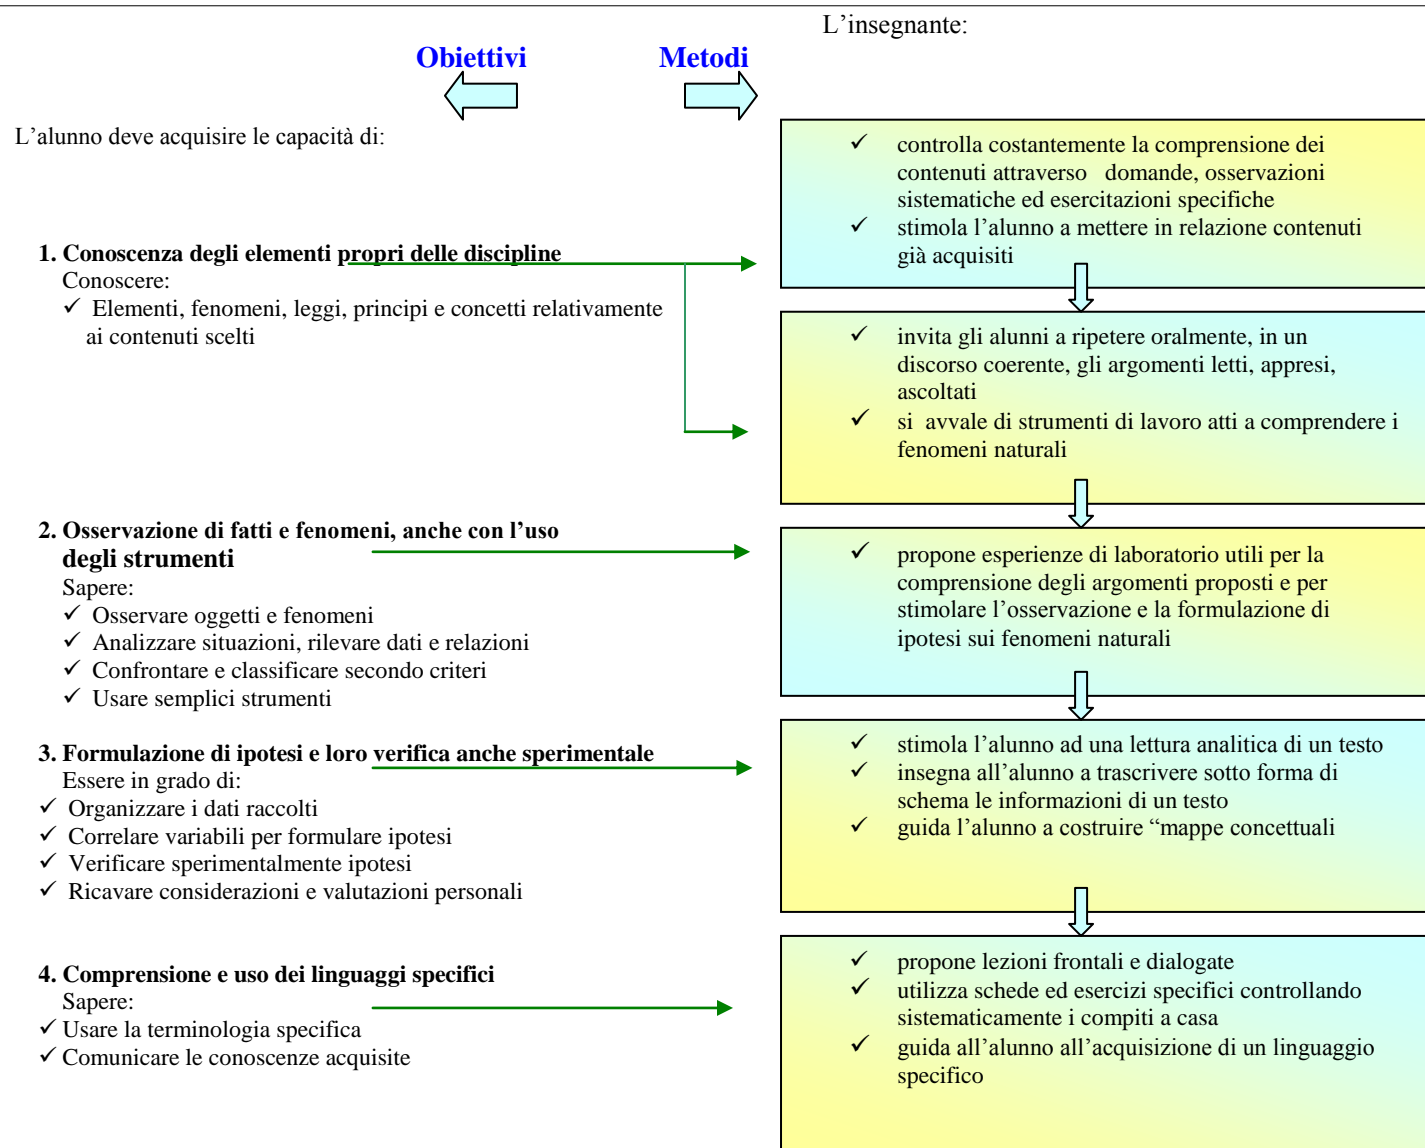 L'insegnante:
Obiettivi
Metodi
L'alunno deve acquisire le capacità di:
1. Conoscenza degli elementi propri delle discipline
Conoscere:
✓ Elementi, fenomeni, leggi, principi e concetti relativamente
ai contenuti scelti
2. Osservazione di fatti e fenomeni, anche con l'uso
degli strumenti
Sapere:
✓ Osservare oggetti e fenomeni
✓ Analizzare situazioni, rilevare dati e relazioni
✓ Confrontare e classificare secondo criteri
✓ Usare semplici strumenti
3. Formulazione di ipotesi e loro verifica anche sperimentale
Essere in grado di:
✓ Organizzare i dati raccolti
✓ Correlare variabili per formulare ipotesi
✓ Verificare sperimentalmente ipotesi
✓ Ricavare considerazioni e valutazioni personali
4. Comprensione e uso dei linguaggi specifici
Sapere:
✓ Usare la terminologia specifica
✓ Comunicare le conoscenze acquisite
✓ controlla costantemente la comprensione dei
contenuti attraverso domande, osservazioni
sistematiche ed esercitazioni specifiche
✓ stimola l'alunno a mettere in relazione contenuti
già acquisiti
✓ invita gli alunni a ripetere oralmente, in un
discorso coerente, gli argomenti letti, appresi,
ascoltati
✓ si avvale di strumenti di lavoro atti a comprendere i
fenomeni naturali
✓ propone esperienze di laboratorio utili per la
comprensione degli argomenti proposti e per
stimolare l'osservazione e la formulazione di
ipotesi sui fenomeni naturali
✓ stimola l'alunno ad una lettura analitica di un testo
✓ insegna all'alunno a trascrivere sotto forma di
schema le informazioni di un testo
✓ guida l'alunno a costruire “mappe concettuali
✓ propone lezioni frontali e dialogate
✓ utilizza schede ed esercizi specifici controllando
sistematicamente i compiti a casa
✓ guida all'alunno all'acquisizione di un linguaggio
specifico